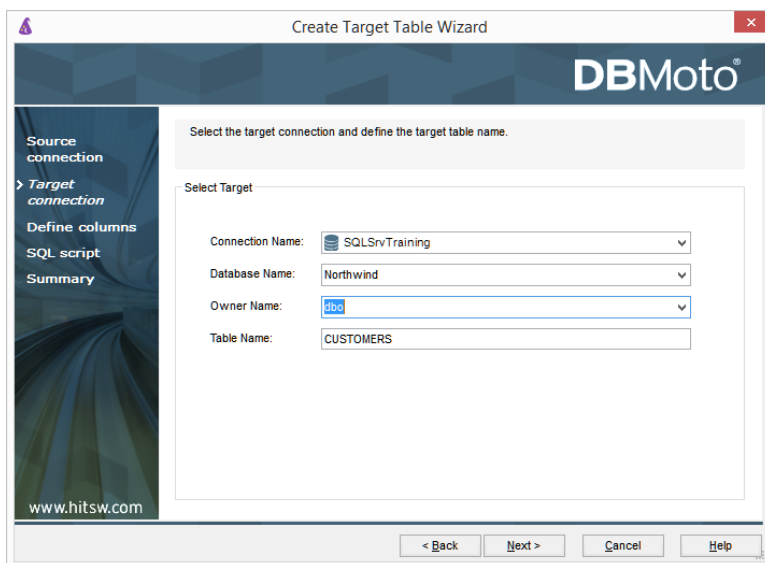 Create Target Table Wizard
DBMoto®
Source
connection
Target
connection
Define columns
SQL script
Summary
www.hitsw.com
Select the target connection and define the target table name.
Select Target
Connection Name: SQLSrvTraining
Database Name: Northwind
Owner Name: dbo
Table Name: CUSTOMERS
< Back Next > Cancel Help